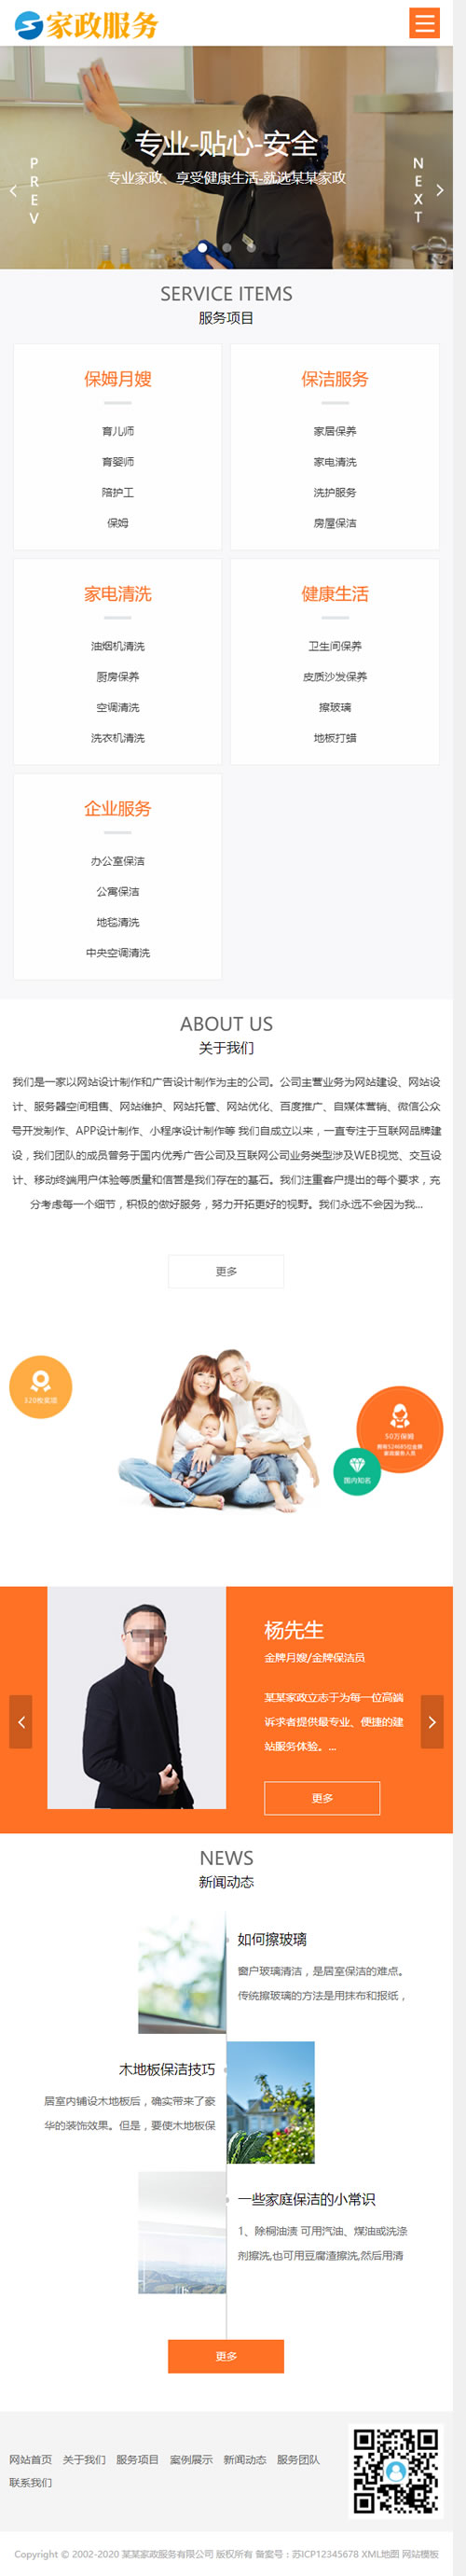 家政服务
专业-贴心-安全
专业家政、享受健康生活-就选某某家政
PREV
NEXT
SERVICE ITEMS
服务项目
保姆月嫂
育儿师
育婴师
陪护工
保姆
保洁服务
家居保养
家电清洗
洗护服务
房屋保洁
家电清洗
油烟机清洗
厨房保养
空调清洗
洗衣机清洗
健康生活
卫生间保养
皮质沙发保养
擦玻璃
地板打蜡
企业服务
办公室保洁
公寓保洁
地毯清洗
中央空调清洗
ABOUT US
关于我们
我们是一家以网站设计制作和广告设计制作为主的公司。公司主营业务为网站建设、网站设
计、服务器空间租售、网站维护、网站托管、网站优化、百度推广、自媒体营销、微信公众
号开发制作、APP设计制作、小程序设计制作等 我们自成立以来，一直专注于互联网品牌建
设，我们团队的成员曾务于国内优秀广告公司及互联网公司业务类型涉及WEB视觉、交互设
计、移动终端用户体验等质量和信誉是我们存在的基石。我们注重客户提出的每个要求，充
分考虑每一个细节，积极的做好服务，努力开拓更好的视野。我们永远不会因为我...
更多
320枚奖章
50万保姆
国内知名
杨先生
金牌月嫂/金牌保洁员
某某家政立志于为每一位高端
诉求者提供最专业、便捷的建
站服务体验。...
更多
NEWS
新闻动态
如何擦玻璃
窗户玻璃清洁，是居室保洁的难点。
传统擦玻璃的方法是用抹布和报纸，
木地板保洁技巧
居室内铺设木地板后，确实带来了豪
华的装饰效果。但是，要使木地板保
一些家庭保洁的小常识
1、除桐油渍 可用汽油、煤油或洗涤
剂擦洗,也可用豆腐渣擦洗,然后用清
更多
网站首页 关于我们 服务项目 案例展示 新闻动态 服务团队
联系我们
Copyright © 2002-2020 某某家政服务有限公司 版权所有 备案号：苏ICP12345678 XML地图 网站模板